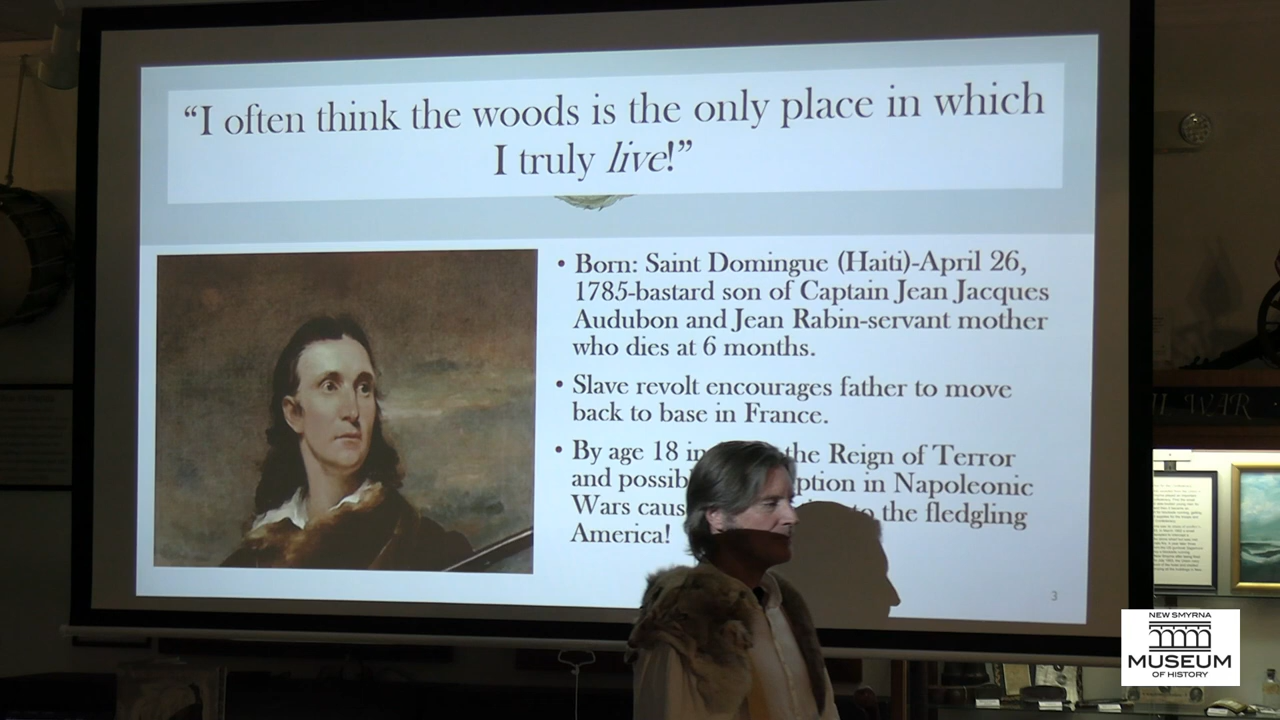 “I often think the woods is the only place in which
I truly live!”
• Born: Saint Domingue (Haiti)-April 26,
1785-bastard son of Captain Jean Jacques
Audubon and Jean Rabin-servant mother
who dies at 6 months.
• Slave revolt encourages father to move
back to base in France.
• By age 18 in the Reign of Terror
and possib ption in Napoleonic
Wars caus to the fledgling
America!
3
WAR
NEW SMYRNA
MUSEUM
OF HISTORY